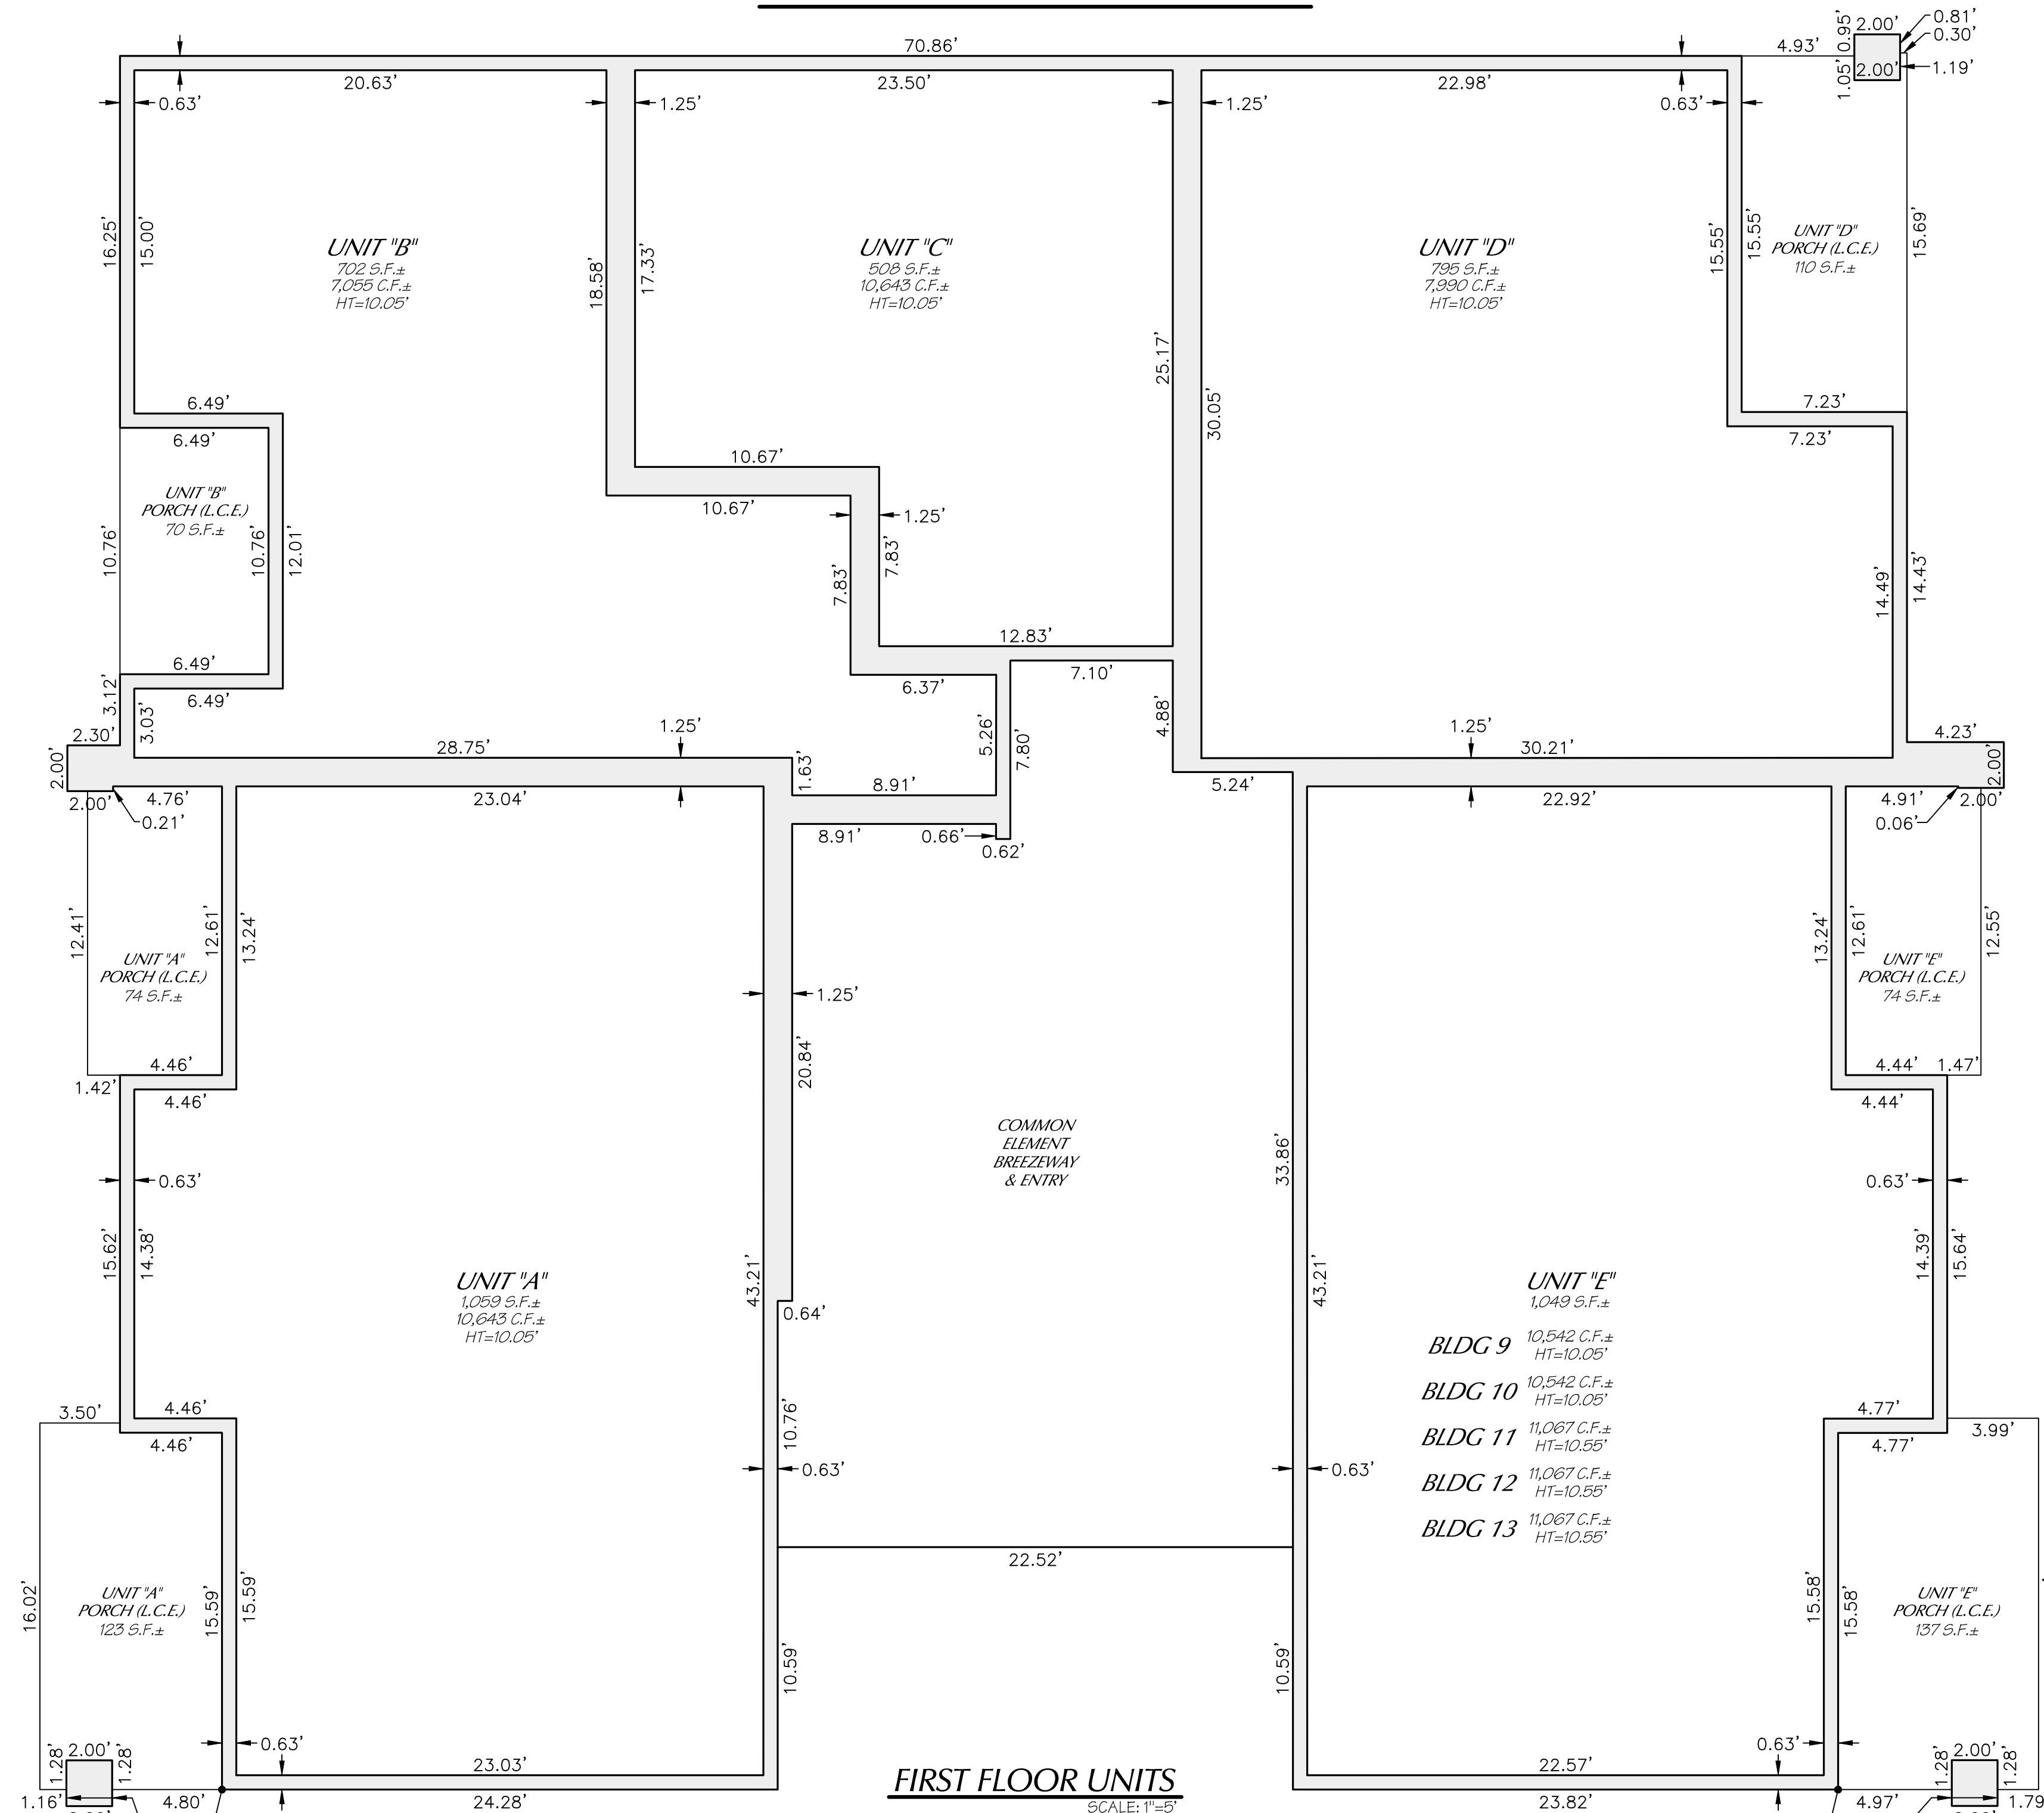 70.86’
2.00’
0.81’
0.30’
0.95’
4.93’
2.00’
1.19’
1.05’
20.63’
23.50’
22.98’
0.63’
1.25’
1.25’
0.63’
16.25’
15.00’
UNIT "B"
702 S.F.±
7,055 C.F.±
HT=10.05’
18.58’
17.33’
UNIT "C"
508 S.F.±
10,643 C.F.±
HT=10.05’
25.17’
30.05’
UNIT "D"
795 S.F.±
7,990 C.F.±
HT=10.05’
15.55’
15.55’
UNIT "D"
PORCH (L.C.E.)
110 S.F.±
15.69’
6.49’
6.49’
7.23’
7.23’
10.67’
10.67’
1.25’
UNIT "B"
PORCH (L.C.E.)
70 S.F.±
10.76’
10.76’
12.01’
7.83’
7.83’
14.49’
14.43’
12.83’
7.10’
6.49’
6.49’
6.37’
3.12’
3.03’
2.30’
2.00’
28.75’
1.25’
1.63’
5.26’
7.80’
4.88’
5.24’
1.25’
30.21’
4.23’
2.00’
2.00’
4.76’
0.21’
23.04’
8.91’
8.91’
0.66’
0.62’
22.92’
4.91’
2.00’
0.06’
12.41’
12.61’
13.24’
UNIT "A"
PORCH (L.C.E.)
74 S.F.±
1.25’
20.84’
13.24’
12.61’
UNIT "E"
PORCH (L.C.E.)
74 S.F.±
12.55’
4.46’
1.42’
4.46’
4.44’
1.47’
4.44’
COMMON
ELEMENT
BREEZEWAY
& ENTRY
33.86’
0.63’
0.63’
15.62’
14.38’
14.39’
15.64’
UNIT "A"
1,059 S.F.±
10,643 C.F.±
HT=10.05’
43.21’
0.64’
43.21’
UNIT "E"
1,049 S.F.±
BLDG 9 10,542 C.F.±
HT=10.05’
BLDG 10 10,542 C.F.±
HT=10.05’
BLDG 11 11,067 C.F.±
HT=10.55’
BLDG 12 11,067 C.F.±
HT=10.55’
BLDG 13 11,067 C.F.±
HT=10.55’
3.50’
4.46’
4.46’
10.76’
0.63’
0.63’
4.77’
4.77’
3.99’
22.52’
16.02’
UNIT "A"
PORCH (L.C.E.)
123 S.F.±
15.59’
15.59’
10.59’
10.59’
15.58’
15.58’
UNIT "E"
PORCH (L.C.E.)
137 S.F.±
0.63’
0.63’
1.28’
2.00’
1.28’
23.03’
22.57’
1.28’
2.00’
1.28’
1.16’
4.80’
24.28’
FIRST FLOOR UNITS
SCALE: 1"=5’
23.82’
4.97’
1.79